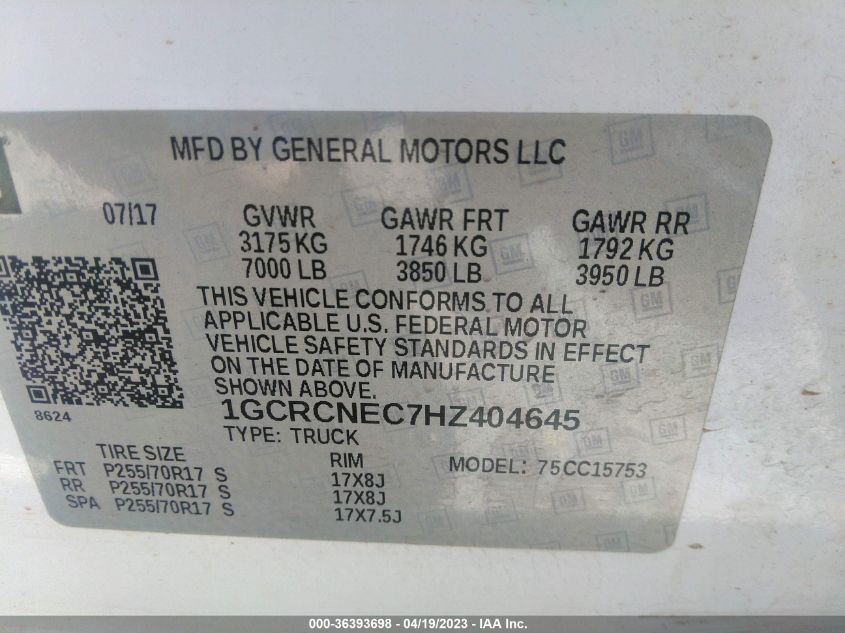 MFD BY GENERAL MOTORS LLC
07/17 GVWR GAWR FRT GAWR RR
3175 KG 1746 KG 1792 KG
7000 LB 3850 LB 3950 LB
THIS VEHICLE CONFORMS TO ALL
APPLICABLE U.S. FEDERAL MOTOR
VEHICLE SAFETY STANDARDS IN EFFECT
ON THE DATE OF MANUFACTURE
SHOWN ABOVE.
8624
1GCRCNEC7HZ404645
TYPE: TRUCK
TIRE SIZE RIM MODEL: 75CC15753
FRT P255/70R17 S 17X8J
RR P255/70R17 S 17X8J
SPA P255/70R17 S 17X7.5J
000-36393698 - 04/19/2023 - IAA Inc.